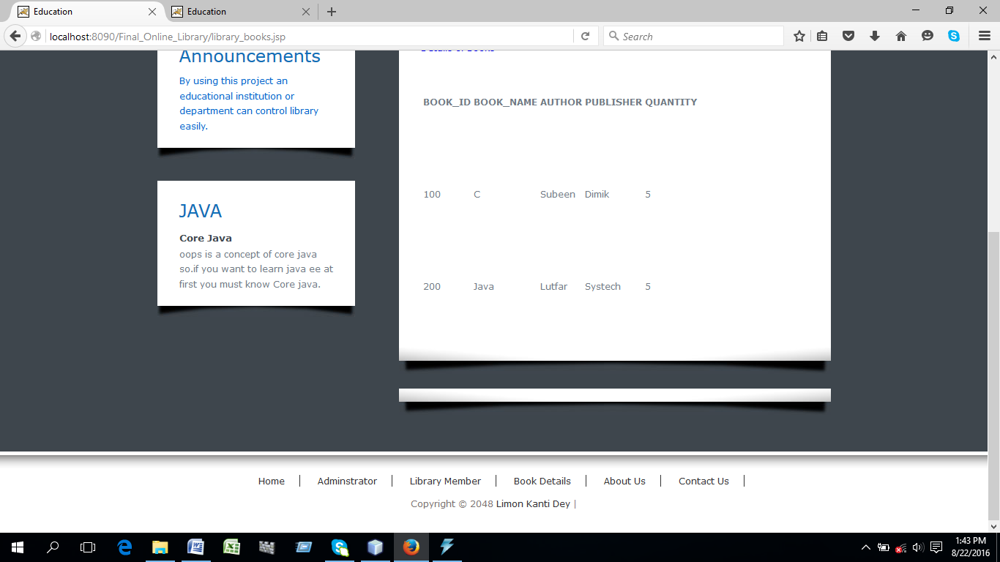 Education
Education
localhost:8090/Final_Online_Library/library_books.jsp
Search
Announcements
By using this project an
educational institution or
department can control library
easily.
JAVA
Core Java
oops is a concept of core java
so.if you want to learn java ee at
first you must know Core java.
BOOK_ID BOOK_NAME AUTHOR PUBLISHER QUANTITY
100 C Subeen Dimik 5
200 Java Lutfar Systech 5
Home Adminstrator Library Member Book Details About Us Contact Us
Copyright © 2048 Limon Kanti Dey |
1:43 PM
8/22/2016